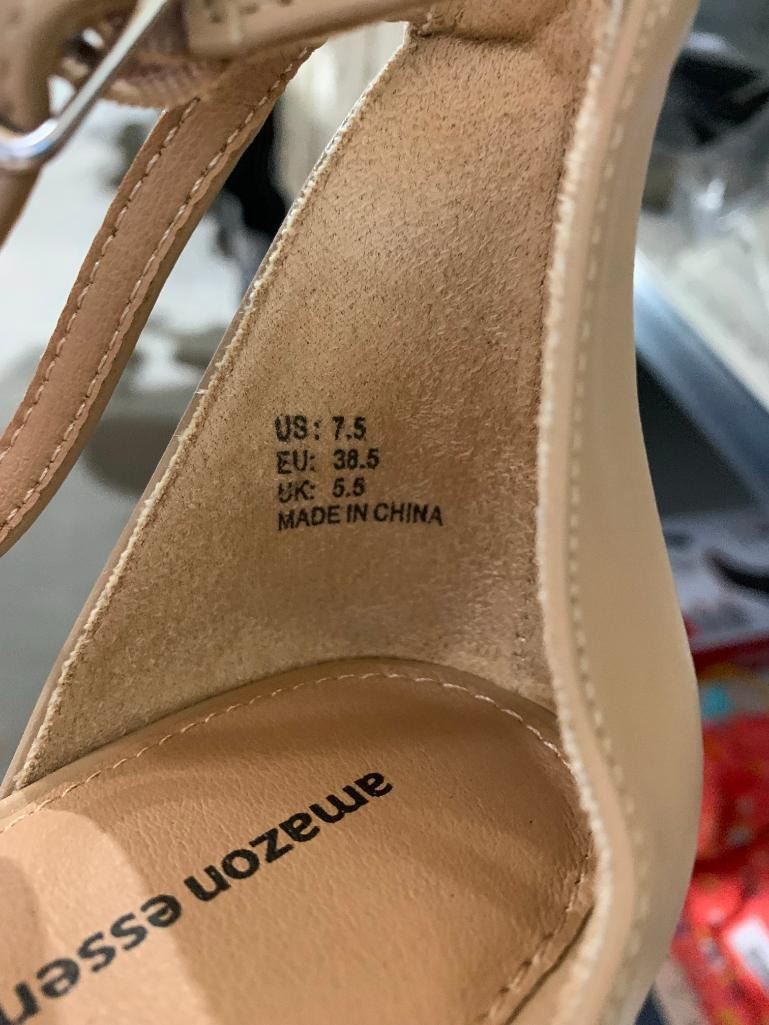 US: 7.5
EU: 38.5
UK: 5.5
MADE IN CHINA
amazon essen